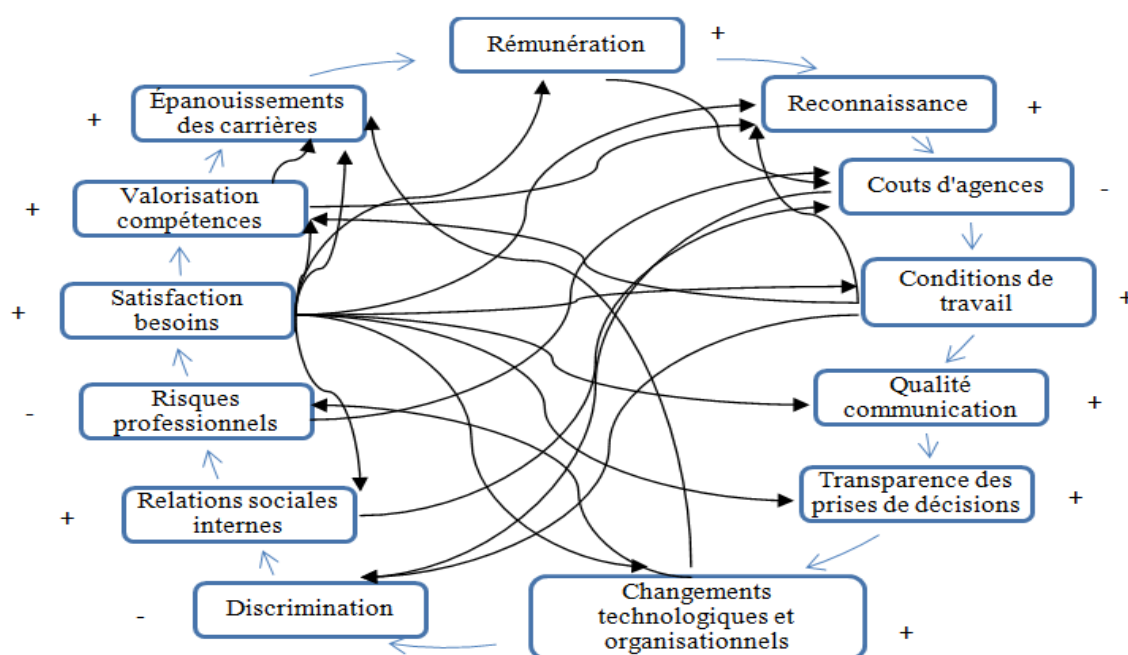 Rémunération
+
Reconnaissance
+
Couts d'agences
-
Conditions de
travail
+
Qualité
communication
+
Transparence des
prises de décisions
+
Changements
technologiques et
organisationnels
+
Discrimination
-
Relations sociales
internes
+
Risques
professionnels
-
Satisfaction
besoins
+
Valorisation
compétences
+
Épanouissements
des carrières
+